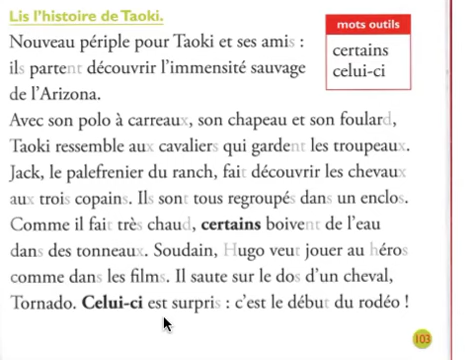 Lis l'histoire de Taoki.
mots outils
certains
celui-ci
Nouveau périple pour Taoki et ses amis :
ils partent découvrir l'immensité sauvage
de l'Arizona.
Avec son polo à carreaux, son chapeau et son foulard,
Taoki ressemble aux cavaliers qui gardent les troupeaux.
Jack, le palefrenier du ranch, fait découvrir les chevaux
aux trois copains. Ils sont tous regroupés dans un enclos.
Comme il fait très chaud, certains boivent de l'eau
dans des tonneaux. Soudain, Hugo veut jouer au héros
comme dans les films. Il saute sur le dos d'un cheval,
Tornado. Celui-ci est surpris : c'est le début du rodéo !
103